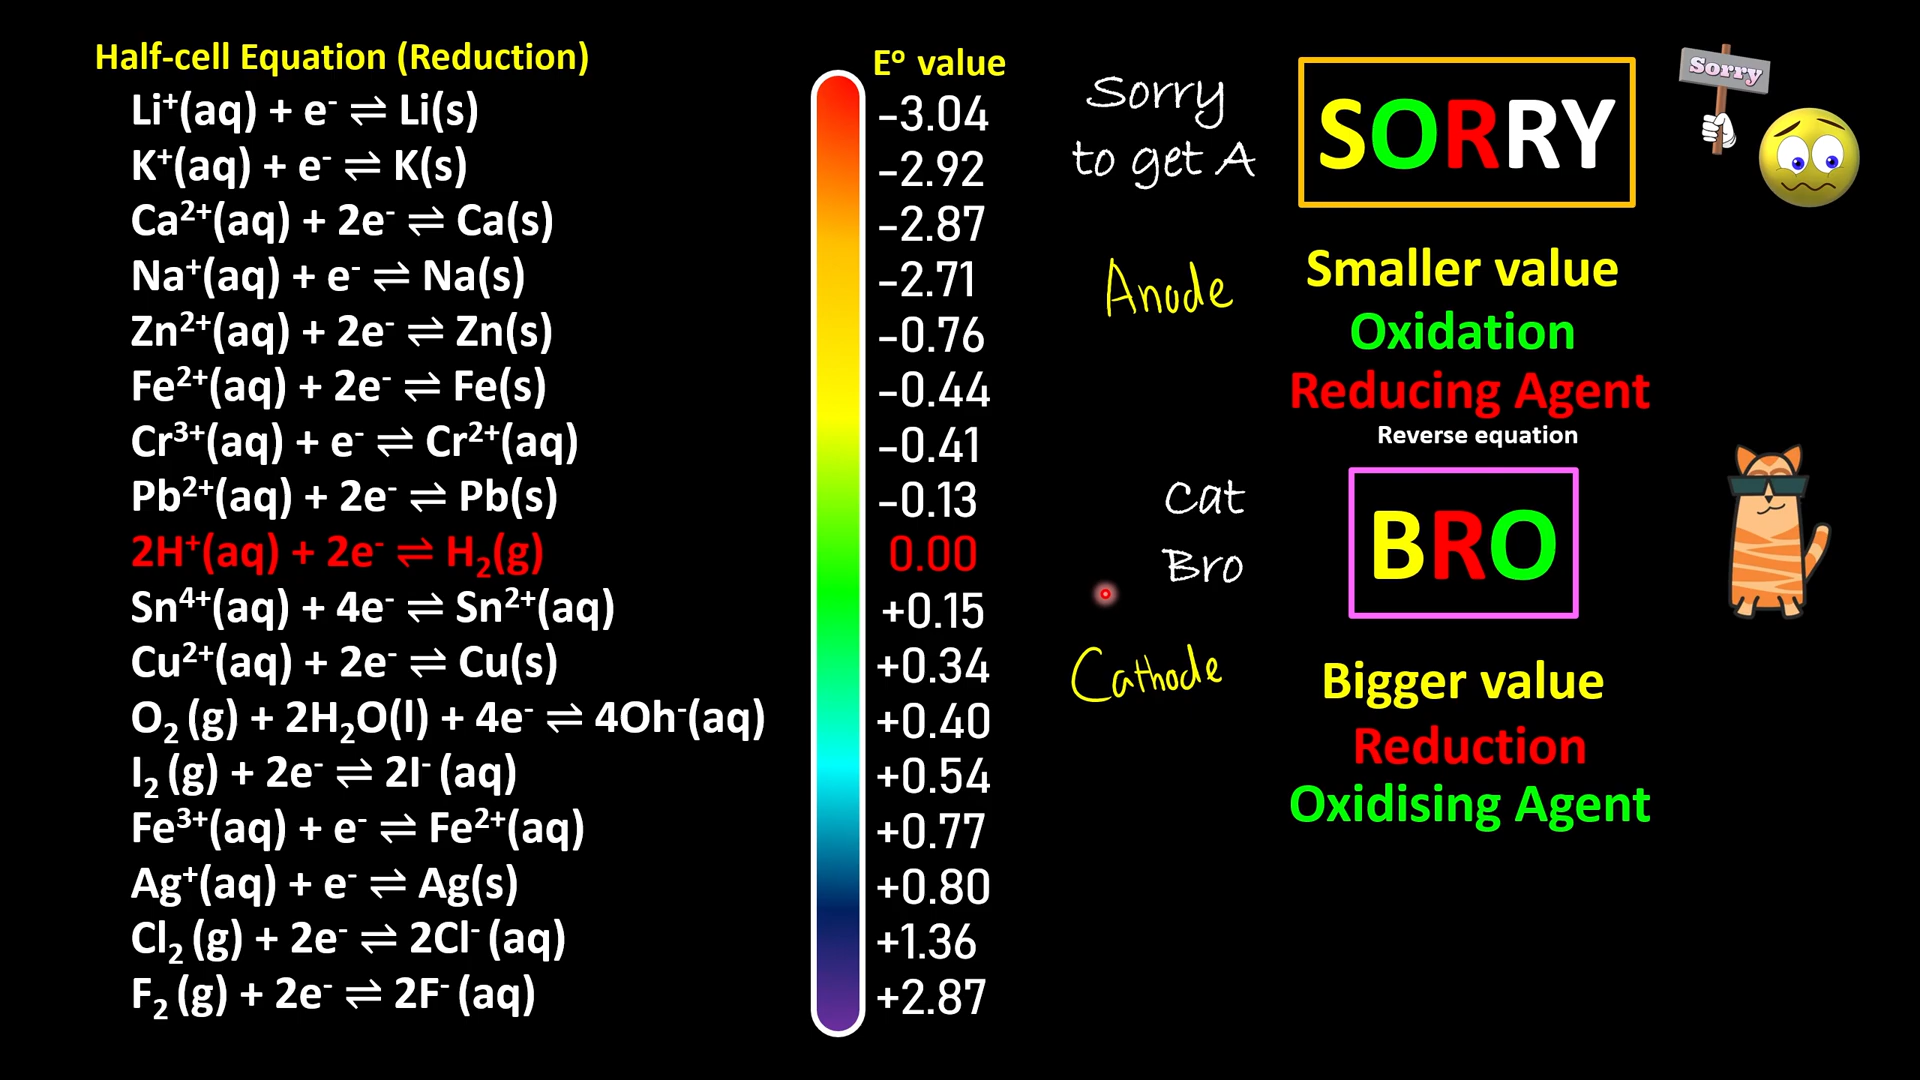 Half-cell Equation (Reduction)
E° value
Li⁺(aq) + e⁻ ⇌ Li(s) −3.04
K⁺(aq) + e⁻ ⇌ K(s) −2.92
Ca²⁺(aq) + 2e⁻ ⇌ Ca(s) −2.87
Na⁺(aq) + e⁻ ⇌ Na(s) −2.71
Zn²⁺(aq) + 2e⁻ ⇌ Zn(s) −0.76
Fe²⁺(aq) + 2e⁻ ⇌ Fe(s) −0.44
Cr³⁺(aq) + e⁻ ⇌ Cr²⁺(aq) −0.41
Pb²⁺(aq) + 2e⁻ ⇌ Pb(s) −0.13
2H⁺(aq) + 2e⁻ ⇌ H₂(g) 0.00
Sn⁴⁺(aq) + 4e⁻ ⇌ Sn²⁺(aq) +0.15
Cu²⁺(aq) + 2e⁻ ⇌ Cu(s) +0.34
O₂ (g) + 2H₂O(l) + 4e⁻ ⇌ 4Oh⁻(aq) +0.40
I₂ (g) + 2e⁻ ⇌ 2I⁻ (aq) +0.54
Fe³⁺(aq) + e⁻ ⇌ Fe²⁺(aq) +0.77
Ag⁺(aq) + e⁻ ⇌ Ag(s) +0.80
Cl₂ (g) + 2e⁻ ⇌ 2Cl⁻ (aq) +1.36
F₂ (g) + 2e⁻ ⇌ 2F⁻ (aq) +2.87
Sorry
to get A
SORRY
Sorry
Anode
Smaller value
Oxidation
Reducing Agent
Reverse equation
Cat
Bro
BRO
Cathode
Bigger value
Reduction
Oxidising Agent